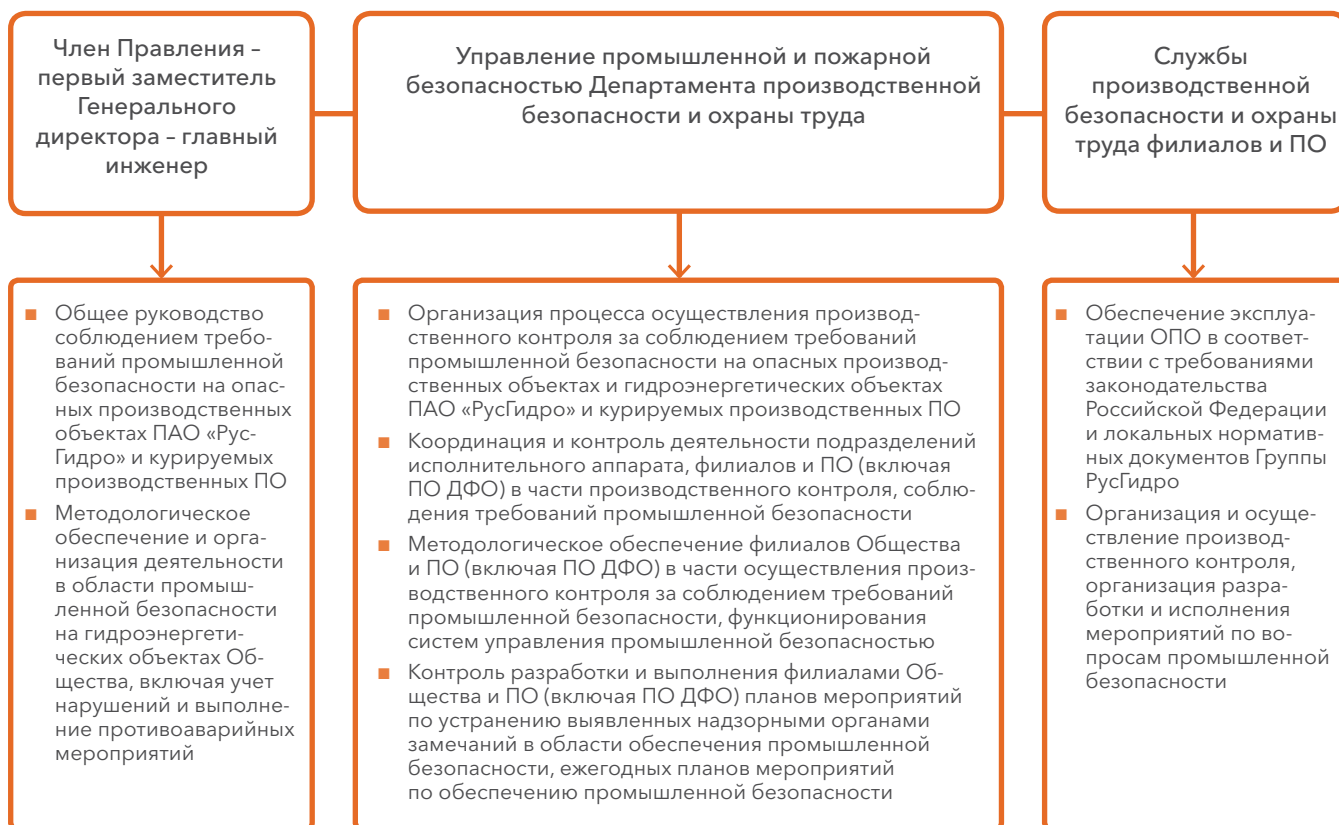 Член Правления –
первый заместитель
Генерального
директора – главный
инженер
Управление промышленной и пожарной
безопасностью Департамента производственной
безопасности и охраны труда
Службы
производственной
безопасности и охраны
труда филиалов и ПО
■ Общее руководство
соблюдением требо-
ваний промышленной
безопасности на опас-
ных производственных
объектах ПАО «Рус-
Гидро» и курируемых
производственных ПО
■ Методологическое
обеспечение и орга-
низация деятельности
в области промыш-
ленной безопасности
на гидроэнергети-
ческих объектах Об-
щества, включая учет
нарушений и выполне-
ние противоаварийных
мероприятий
■ Организация процесса осуществления производ-
ственного контроля за соблюдением требований
промышленной безопасности на опасных производ-
ственных объектах и гидроэнергетических объектах
ПАО «РусГидро» и курируемых производственных ПО
■ Координация и контроль деятельности подразделений
исполнительного аппарата, филиалов и ПО (включая
ПО ДФО) в части производственного контроля, соблю-
дения требований промышленной безопасности
■ Методологическое обеспечение филиалов Общества
и ПО (включая ПО ДФО) в части осуществления произ-
водственного контроля за соблюдением требований
промышленной безопасности, функционирования
систем управления промышленной безопасностью
■ Контроль разработки и выполнения филиалами Об-
щества и ПО (включая ПО ДФО) планов мероприятий
по устранению выявленных надзорными органами
замечаний в области обеспечения промышленной
безопасности, ежегодных планов мероприятий
по обеспечению промышленной безопасности
■ Обеспечение эксплуа-
тации ОПО в соответ-
ствии с требованиями
законодательства
Российской Федерации
и локальных норматив-
ных документов Группы
РусГидро
■ Организация и осуще-
ствление производ-
ственного контроля,
организация разра-
ботки и исполнения
мероприятий по во-
просам промышленной
безопасности